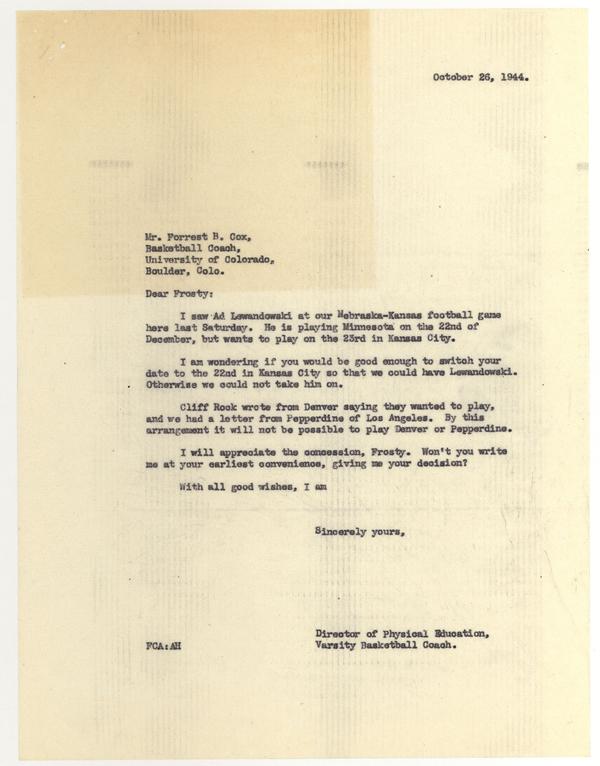 October 26, 1944.
Mr. Forrest B. Cox,
Basketball Coach,
University of Colorado,
Boulder, Colo.
Dear Frosty:
I saw Ad Lewandowski at our Nebraska-Kansas football game
here last Saturday. He is playing Minnesota on the 22nd of
December, but wants to play on the 23rd in Kansas City.
I am wondering if you would be good enough to switch your
date to the 22nd in Kansas City so that we could have Lewandowski.
Otherwise we could not take him on.
Cliff Rock wrote from Denver saying they wanted to play,
and we had a letter from Pepperdine of Los Angeles. By this
arrangement it will not be possible to play Denver or Pepperdine.
I will appreciate the concession, Frosty. Won't you write
me at your earliest convenience, giving me your decision?
With all good wishes, I am
Sincerely yours,
Director of Physical Education,
FCA:AH Varsity Basketball Coach.